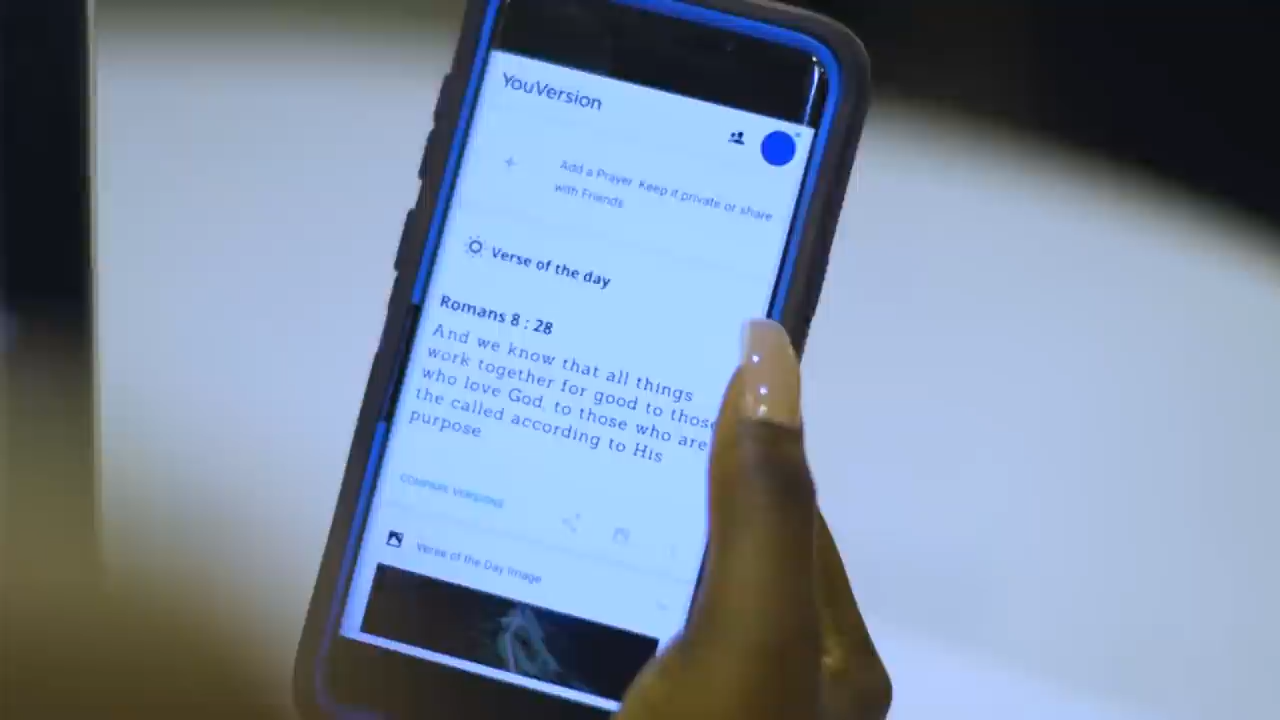 YouVersion
Add a Prayer. Keep it private or share
with Friends
Verse of the day
Romans 8 : 28
And we know that all things
work together for good to those
who love God, to those who are
the called according to His
purpose
COMPARE VERSIONS
Verse of the Day Image